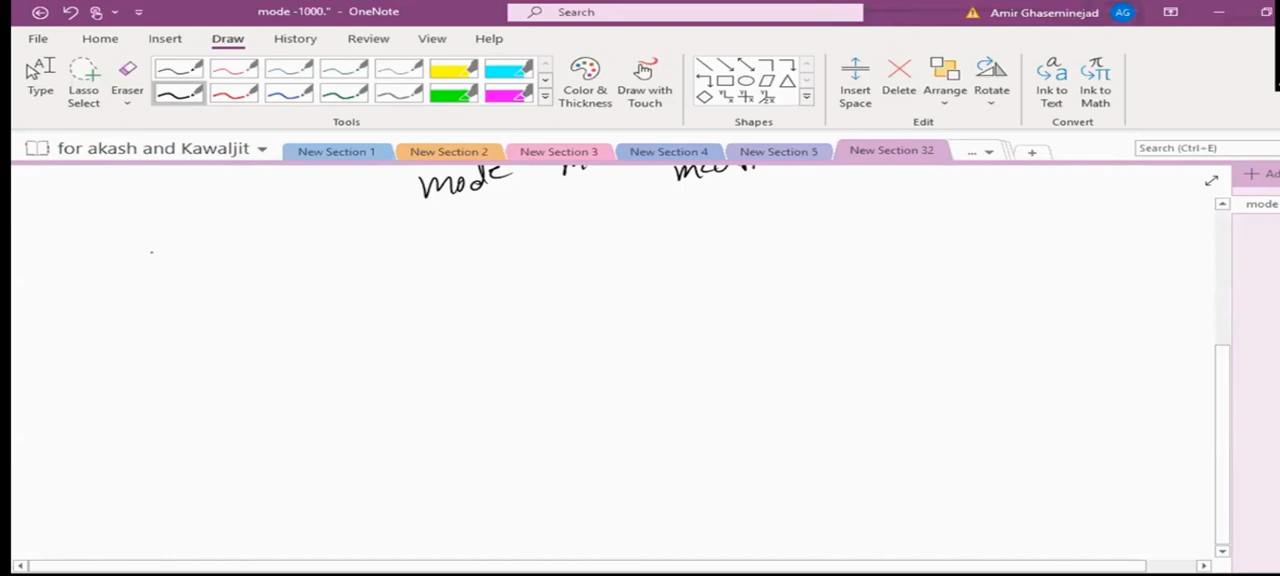 mode -1000." - OneNote
Search
Amir Ghaseminejad AG
File Home Insert Draw History Review View Help
Type
Lasso Select
Eraser
Color & Thickness
Draw with Touch
Insert Space
Delete
Arrange
Rotate
Ink to Text
Ink to Math
Tools
Shapes
Edit
Convert
for akash and Kawaljit
New Section 1
New Section 2
New Section 3
New Section 4
New Section 5
New Section 32
...
Search (Ctrl+E)
Ad
mode
mode